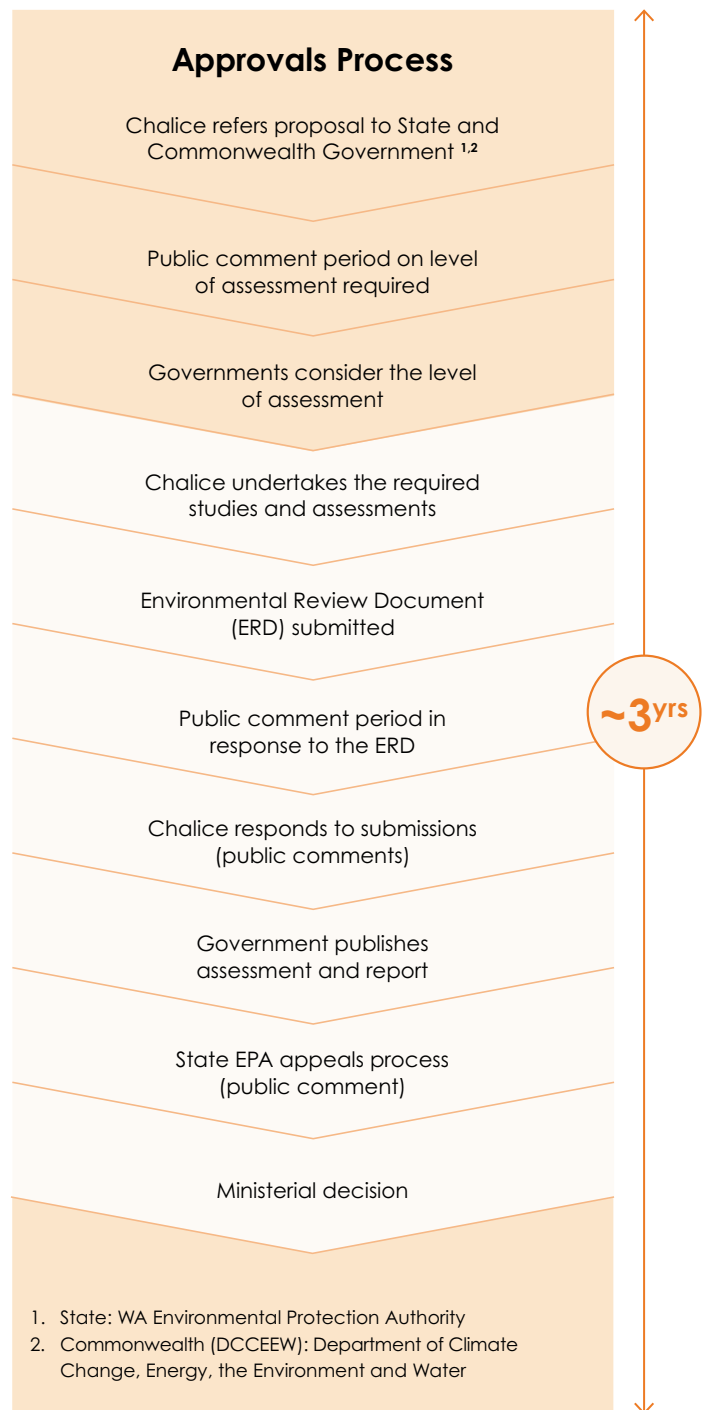 Approvals Process
Chalice refers proposal to State and
Commonwealth Government 1,2
Public comment period on level
of assessment required
Governments consider the level
of assessment
Chalice undertakes the required
studies and assessments
Environmental Review Document
(ERD) submitted
Public comment period in
response to the ERD
~3yrs
Chalice responds to submissions
(public comments)
Government publishes
assessment and report
State EPA appeals process
(public comment)
Ministerial decision
1. State: WA Environmental Protection Authority
2. Commonwealth (DCCEEW): Department of Climate
Change, Energy, the Environment and Water